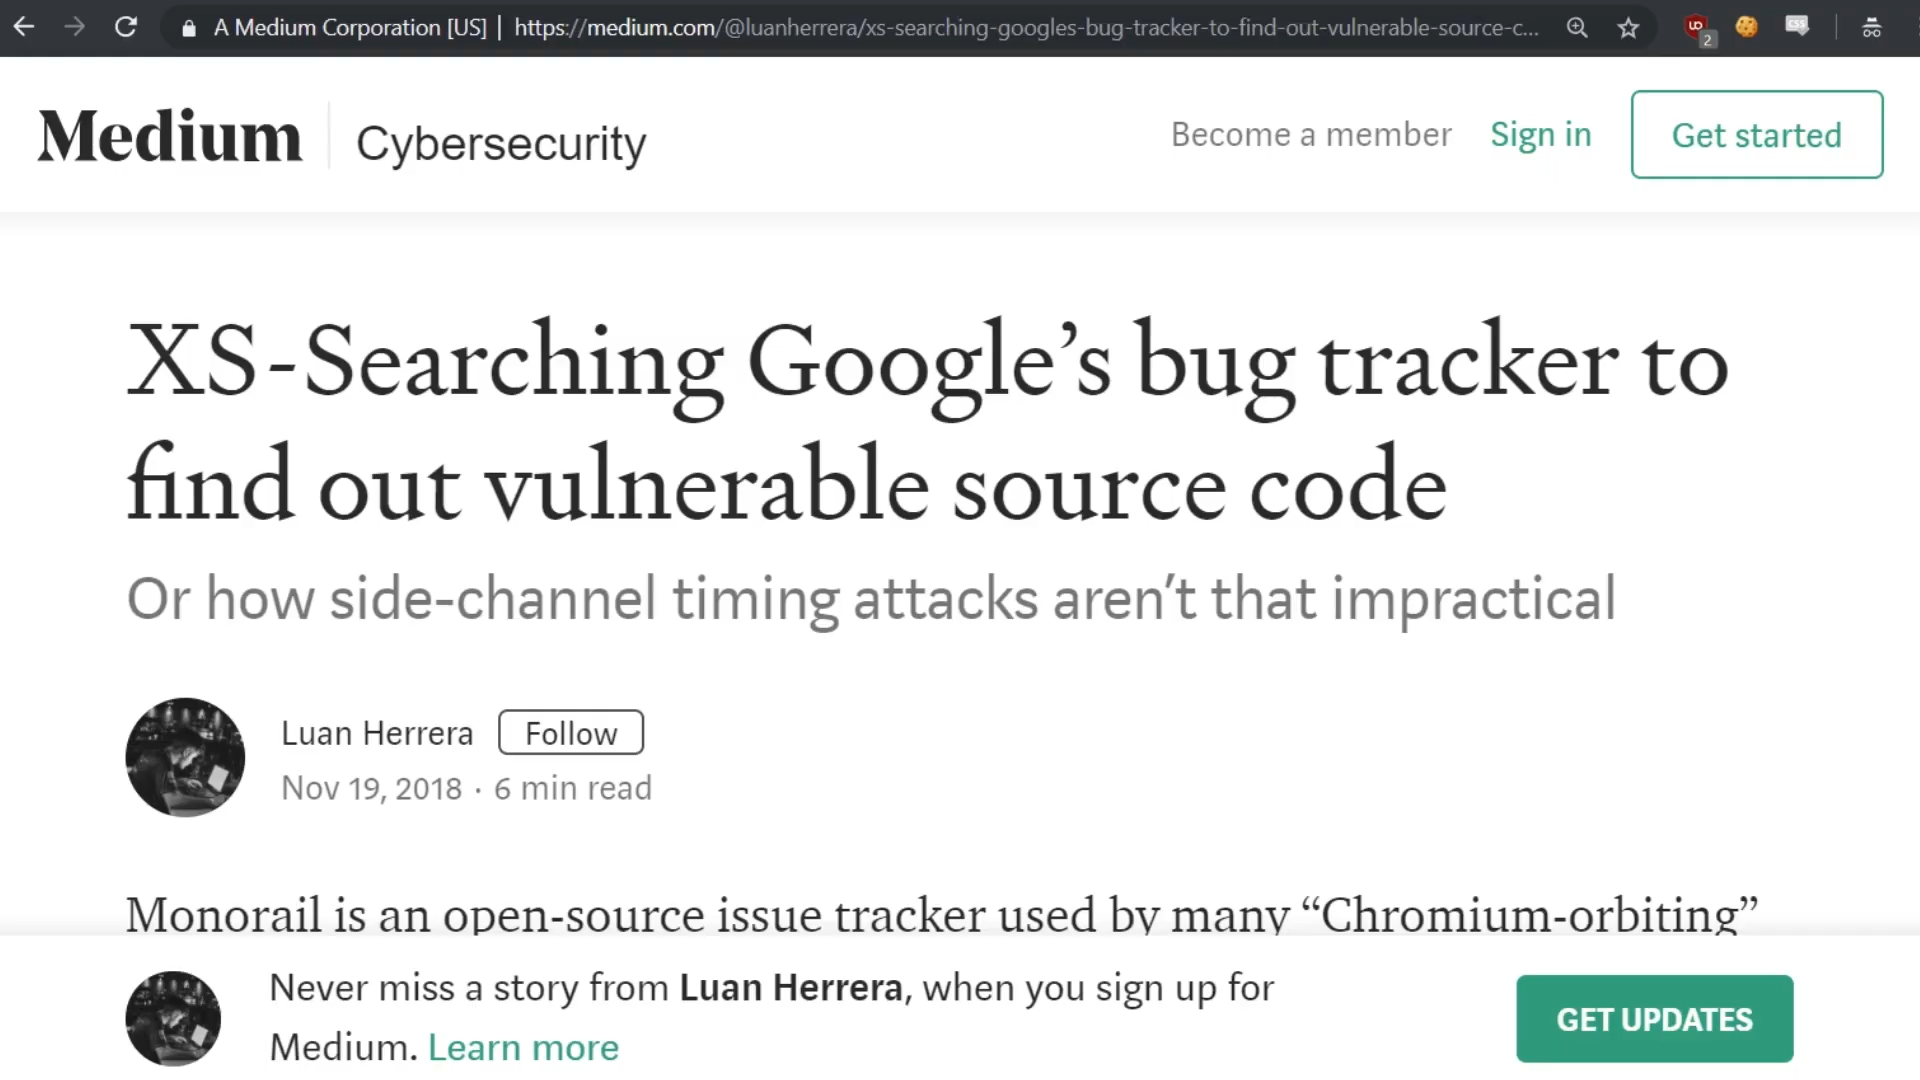 A Medium Corporation [US] | https://medium.com/@luanherrera/xs-searching-googles-bug-tracker-to-find-out-vulnerable-source-c...
2
CSS
Medium
Cybersecurity
Become a member
Sign in
Get started
XS-Searching Google’s bug tracker to
find out vulnerable source code
Or how side-channel timing attacks aren’t that impractical
Luan Herrera
Follow
Nov 19, 2018 · 6 min read
Monorail is an open-source issue tracker used by many “Chromium-orbiting”
Never miss a story from Luan Herrera, when you sign up for
Medium. Learn more
GET UPDATES